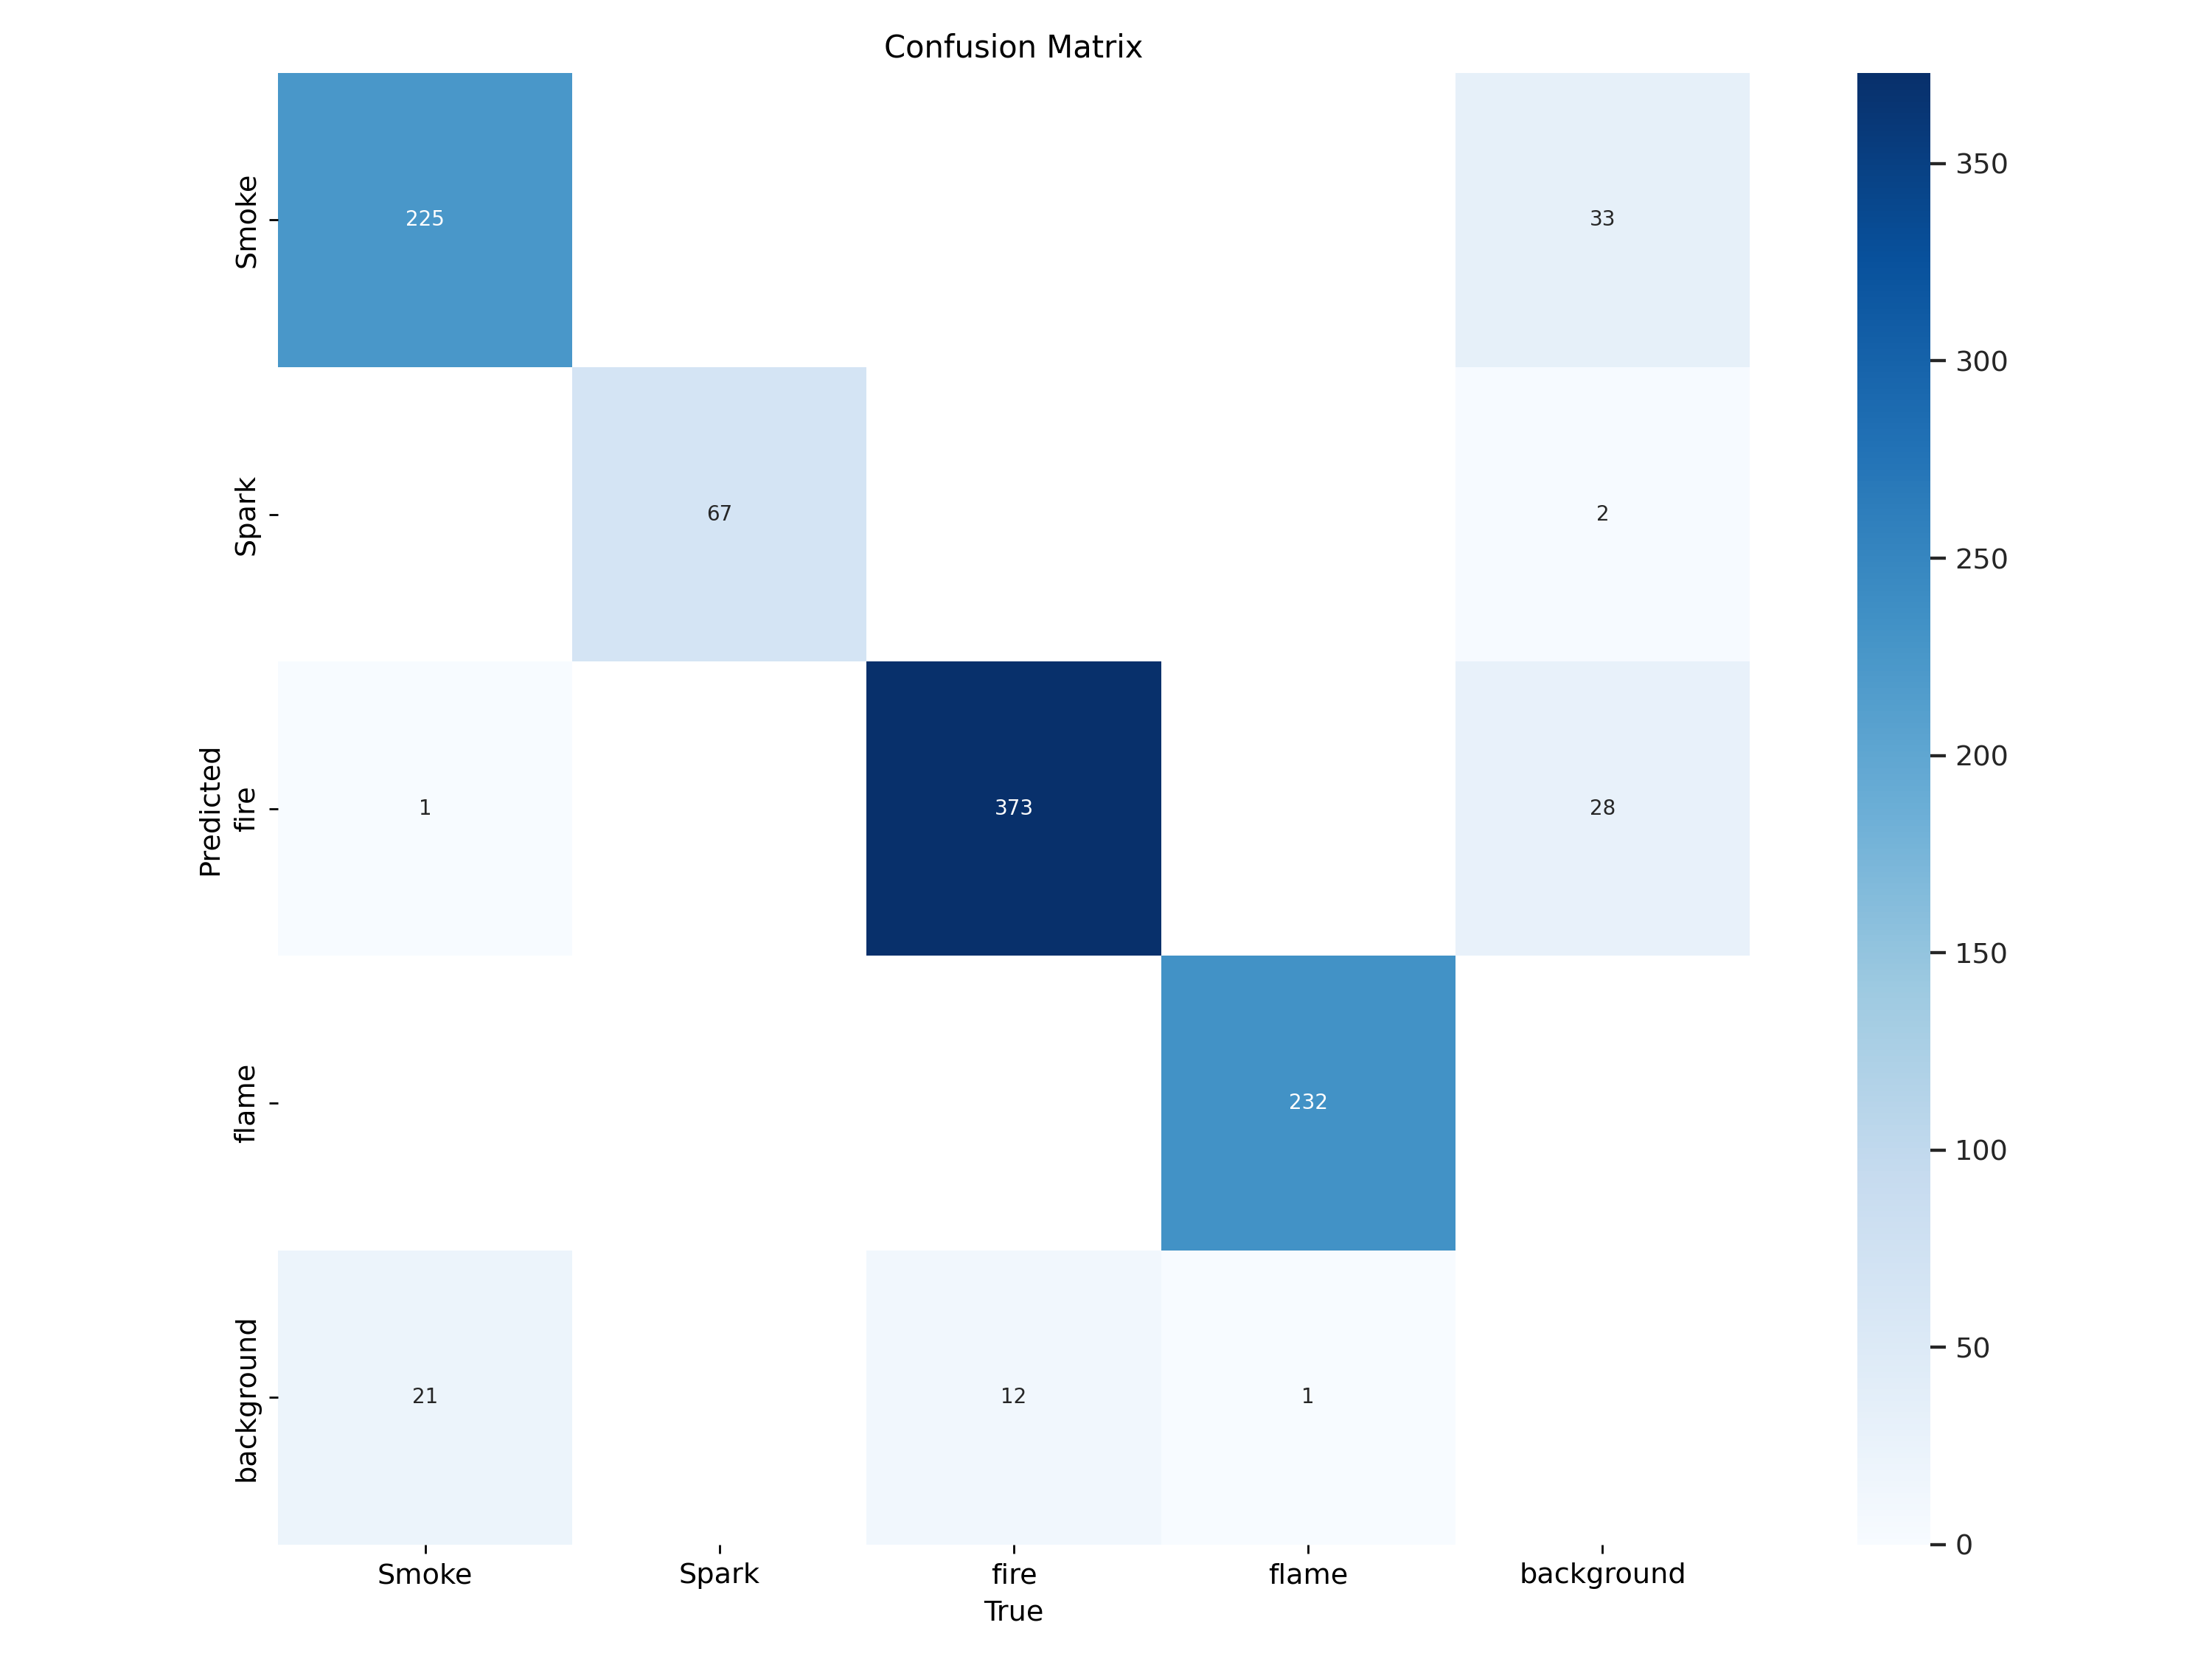 Confusion Matrix
Smoke
225
33
350
300
Spark
67
2
250
200
Predicted
fire
1
373
28
150
flame
232
100
50
background
21
12
1
0
Smoke
Spark
fire
flame
background
True